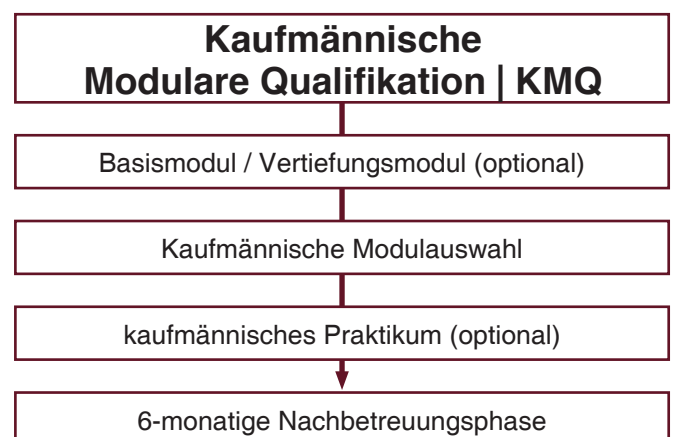 Kaufmännische
Modulare Qualifikation | KMQ
Basismodul / Vertiefungsmodul (optional)
Kaufmännische Modulauswahl
kaufmännisches Praktikum (optional)
6-monatige Nachbetreuungsphase